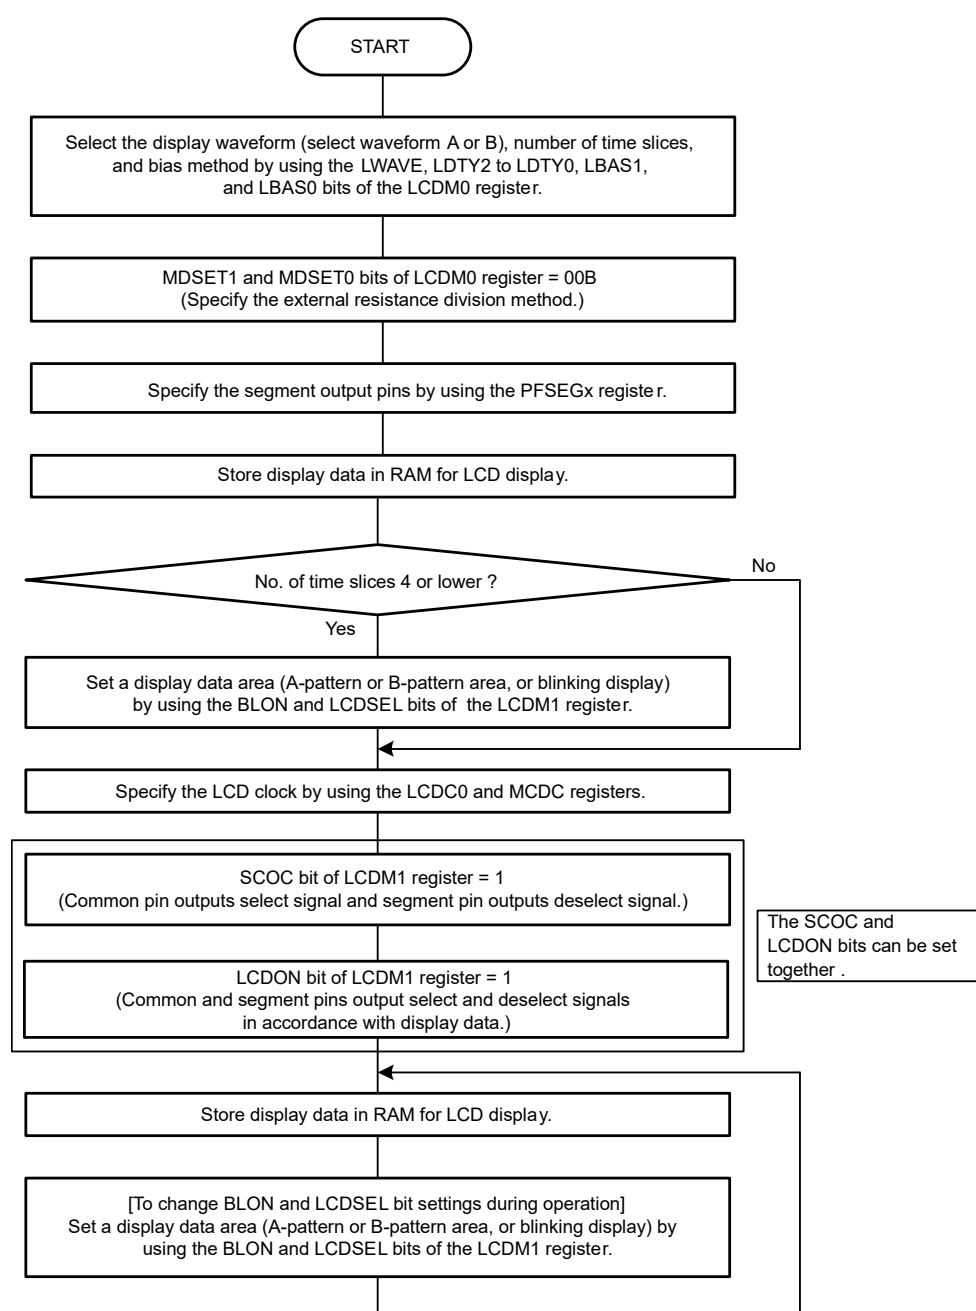 START
Select the display waveform (select waveform A or B), number of time slices,
and bias method by using the LWAVE, LDTY2 to LDTY0, LBAS1,
and LBAS0 bits of the LCDM0 register.
MDSET1 and MDSET0 bits of LCDM0 register = 00B
(Specify the external resistance division method.)
Specify the segment output pins by using the PFSEGx register.
Store display data in RAM for LCD display.
No. of time slices 4 or lower ?
No
Yes
Set a display data area (A-pattern or B-pattern area, or blinking display)
by using the BLON and LCDSEL bits of the LCDM1 register.
Specify the LCD clock by using the LCDC0 and MCDC registers.
SCOC bit of LCDM1 register = 1
(Common pin outputs select signal and segment pin outputs deselect signal.)
The SCOC and
LCDON bits can be set
together .
LCDON bit of LCDM1 register = 1
(Common and segment pins output select and deselect signals
in accordance with display data.)
Store display data in RAM for LCD display.
[To change BLON and LCDSEL bit settings during operation]
Set a display data area (A-pattern or B-pattern area, or blinking display) by
using the BLON and LCDSEL bits of the LCDM1 register.